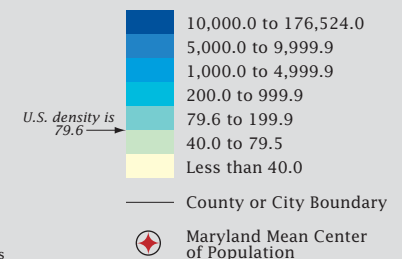 10,000.0 to 176,524.0
5,000.0 to 9,999.9
1,000.0 to 4,999.9
200.0 to 999.9
U.S. density is
79.6
79.6 to 199.9
40.0 to 79.5
Less than 40.0
County or City Boundary
Maryland Mean Center
of Population